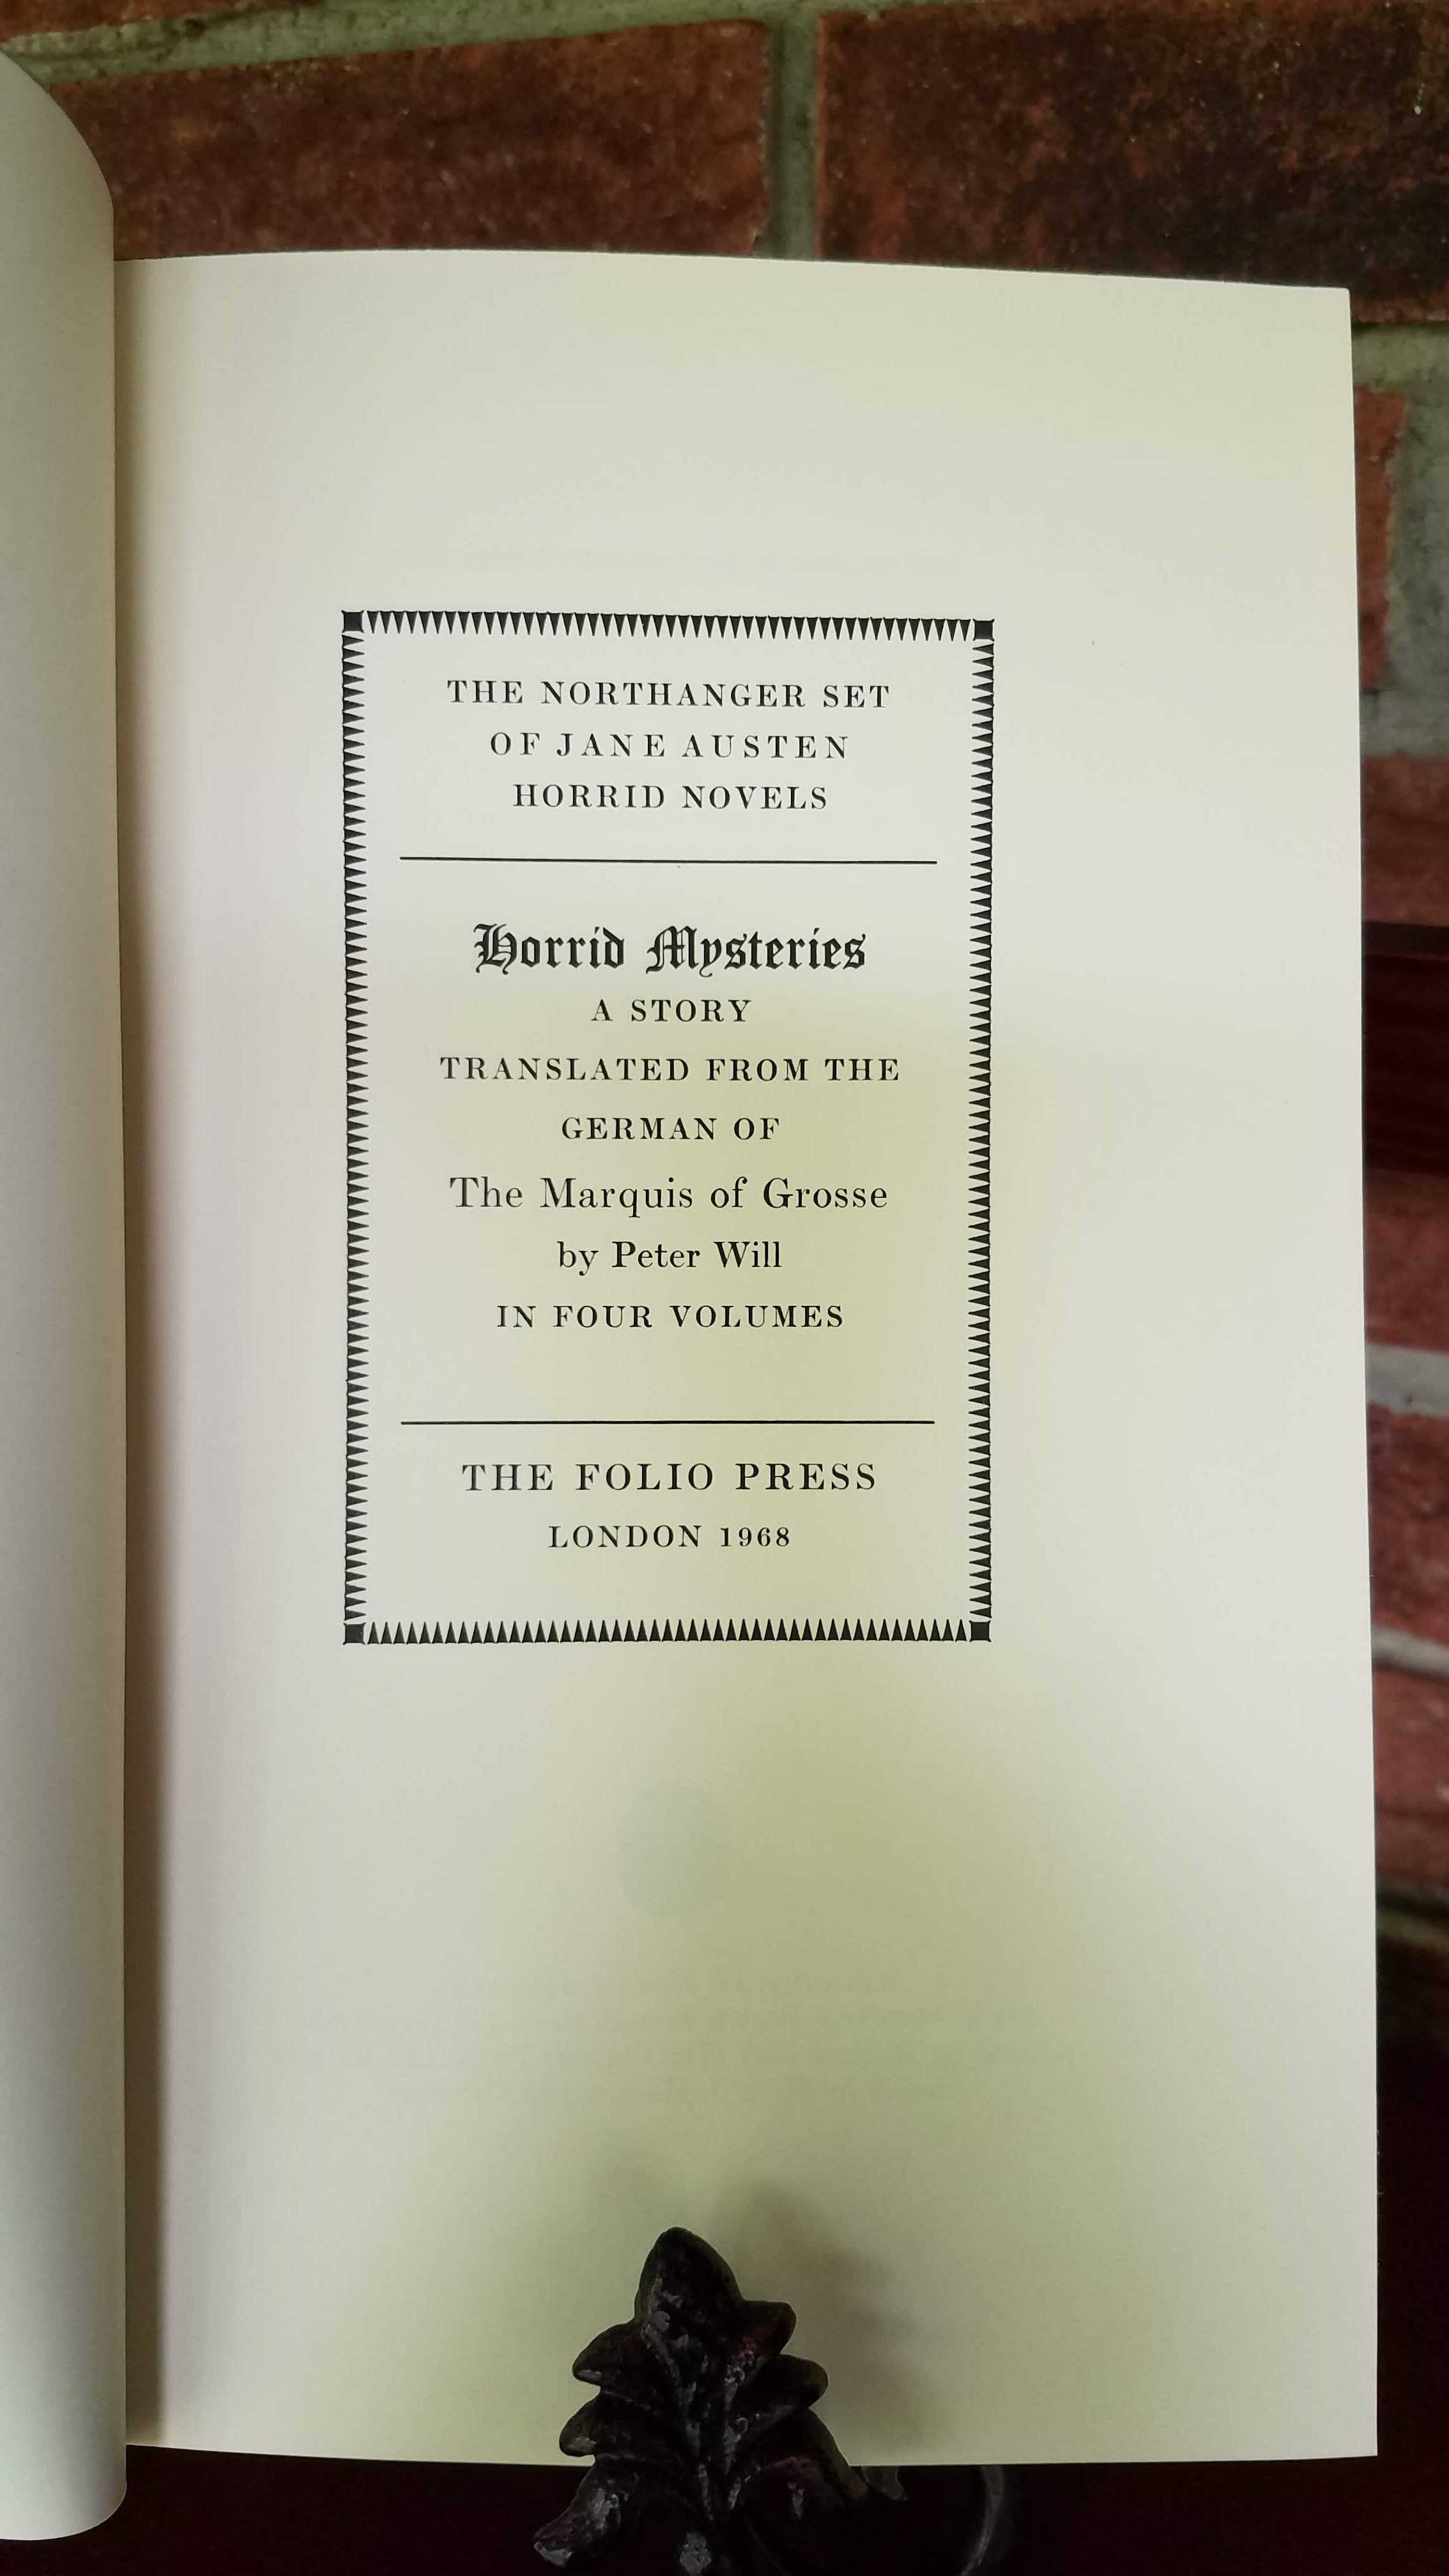 THE NORTHANGER SET
OF JANE AUSTEN
HORRID NOVELS
Horrid Mysteries
A STORY
TRANSLATED FROM THE
GERMAN OF
The Marquis of Grosse
by Peter Will
IN FOUR VOLUMES
THE FOLIO PRESS
LONDON 1968